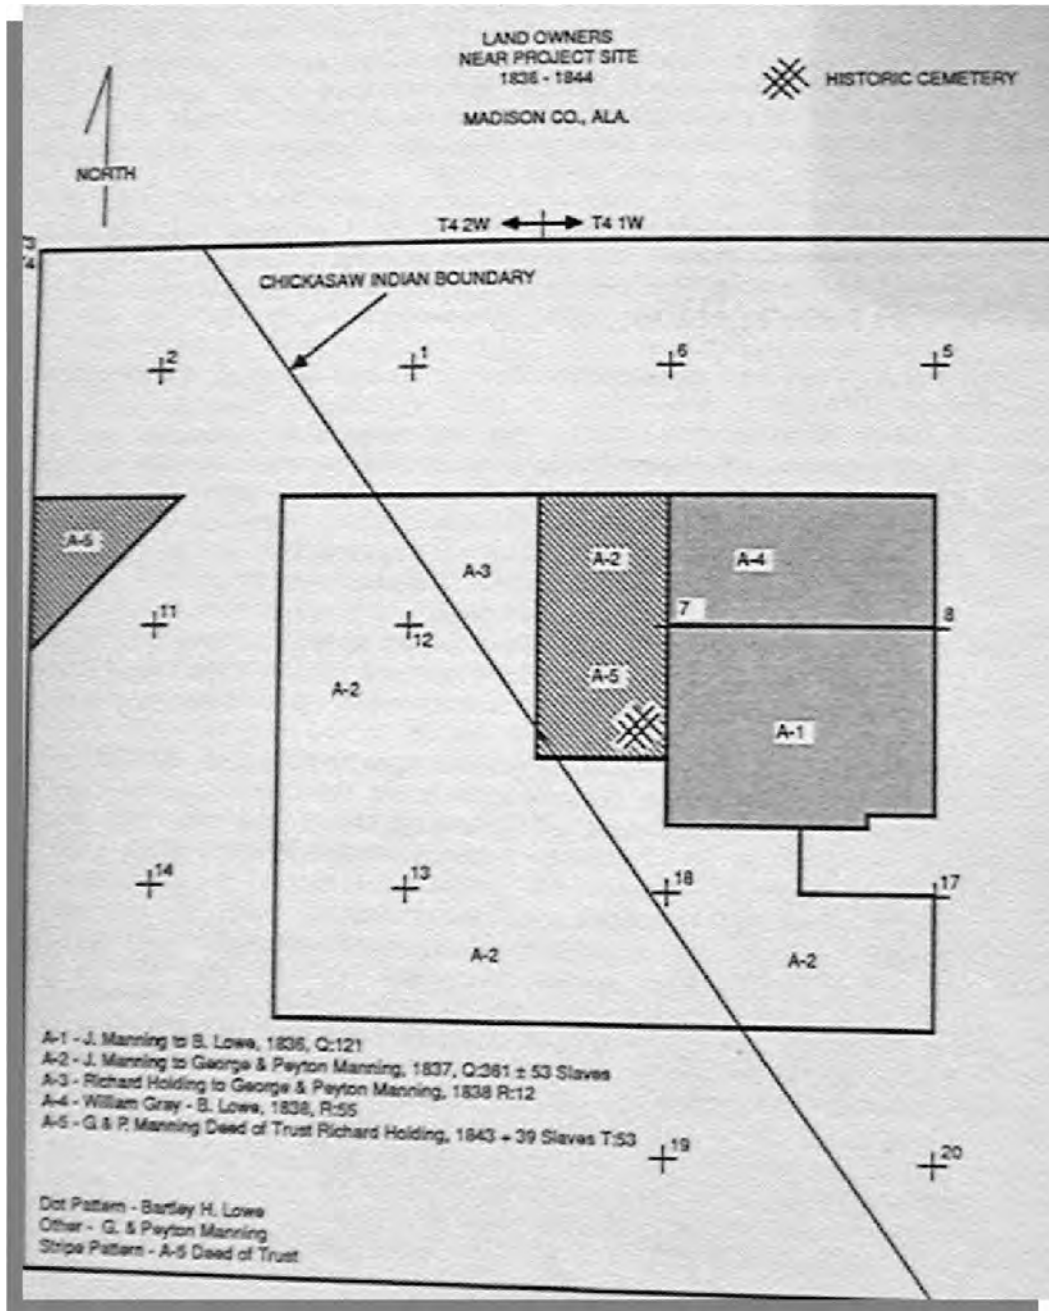 LAND OWNERS
NEAR PROJECT SITE
1836 - 1844
MADISON CO., ALA.
HISTORIC CEMETERY
NORTH
T4 2W
T4 1W
3
4
CHICKASAW INDIAN BOUNDARY
2
1
6
5
A-5
A-3
A-2
A-4
11
12
7
8
A-2
A-5
A-1
14
13
18
17
A-2
A-2
A-1 - J. Manning to B. Lowe, 1836, Q:121
A-2 - J. Manning to George & Peyton Manning, 1837, Q:361 ± 53 Slaves
A-3 - Richard Holding to George & Peyton Manning, 1838 R:12
A-4 - William Gray - B. Lowe, 1838, R:55
A-5 - G & P. Manning Deed of Trust Richard Holding, 1843 + 39 Slaves T:53
19
20
Dot Pattern - Bartley H. Lowe
Other - G. & Peyton Manning
Stripe Pattern - A-5 Deed of Trust